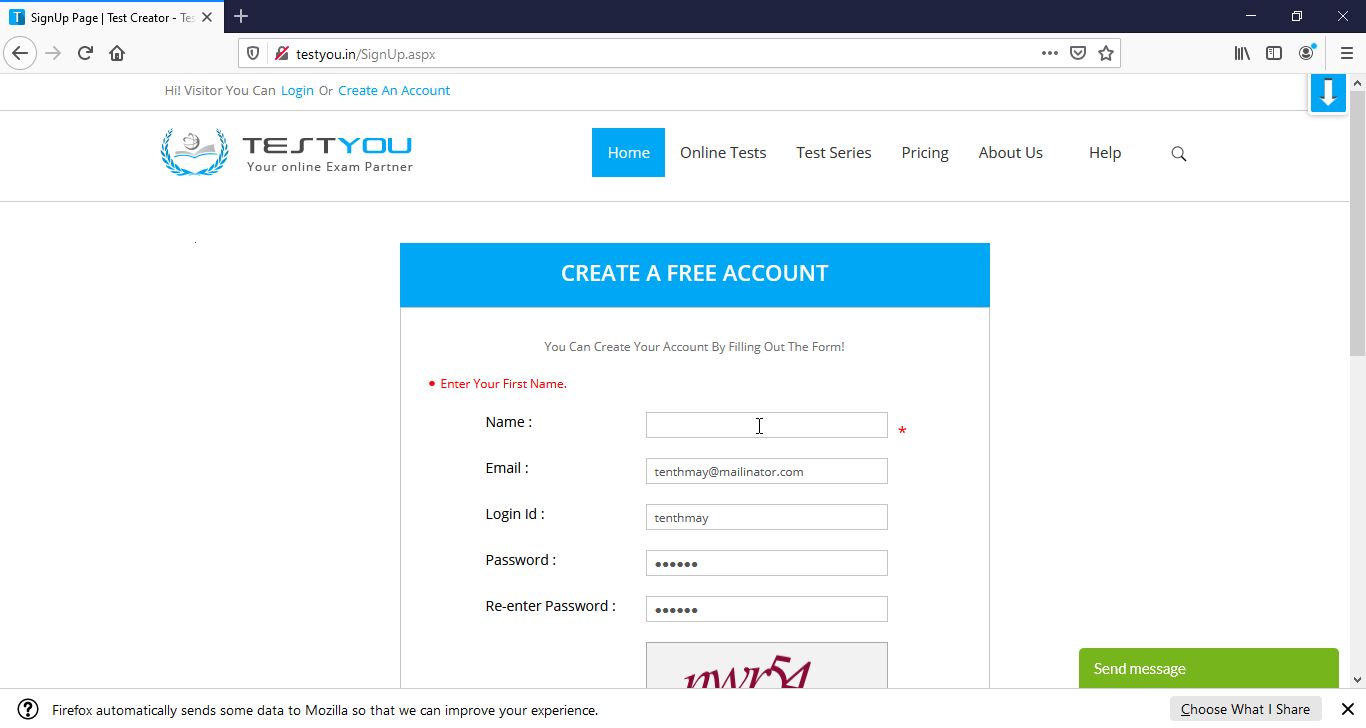 SignUp Page | Test Creator - Tes
testyou.in/SignUp.aspx
Hi! Visitor You Can Login Or Create An Account
TESTYOU
Your online Exam Partner
Home Online Tests Test Series Pricing About Us Help
CREATE A FREE ACCOUNT
You Can Create Your Account By Filling Out The Form!
• Enter Your First Name.
Name : *
Email : tenthmay@mailinator.com
Login Id : tenthmay
Password : ••••••
Re-enter Password : ••••••
nwr54
Send message
Firefox automatically sends some data to Mozilla so that we can improve your experience.
Choose What I Share